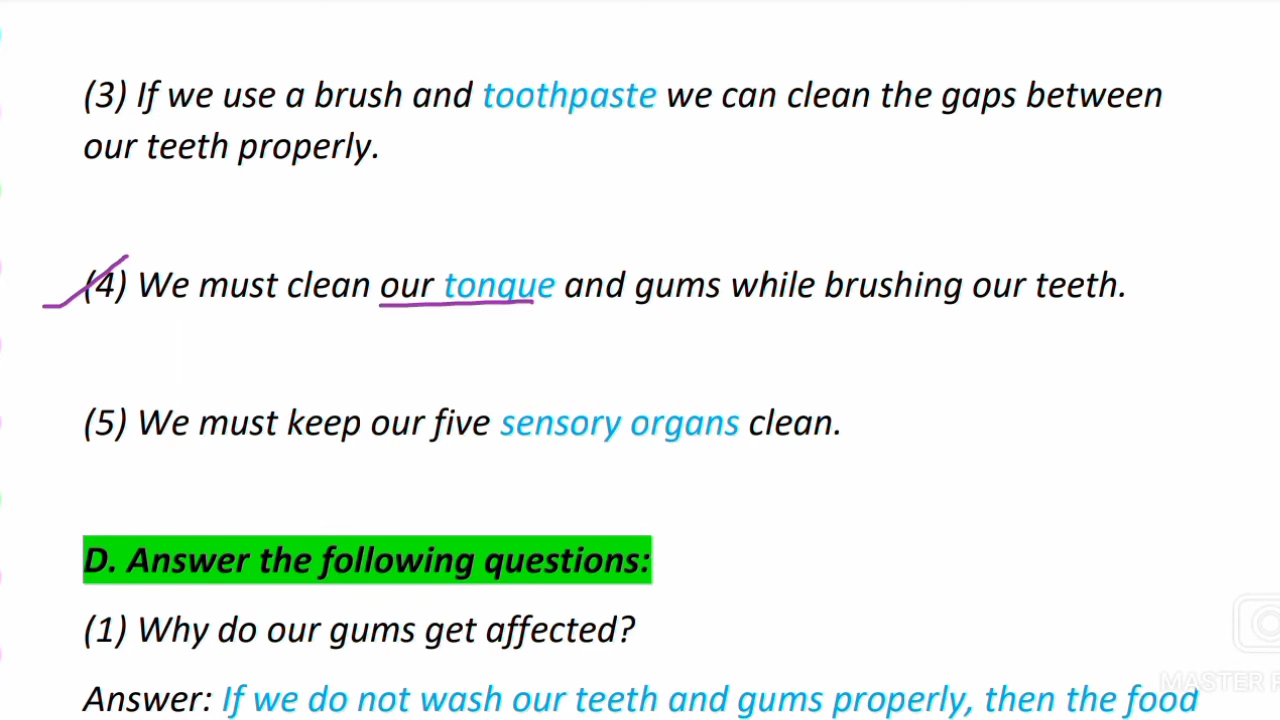 (3) If we use a brush and toothpaste we can clean the gaps between
our teeth properly.
(4) We must clean our tongue and gums while brushing our teeth.
(5) We must keep our five sensory organs clean.
D. Answer the following questions:
(1) Why do our gums get affected?
MASTER
Answer: If we do not wash our teeth and gums properly, then the food